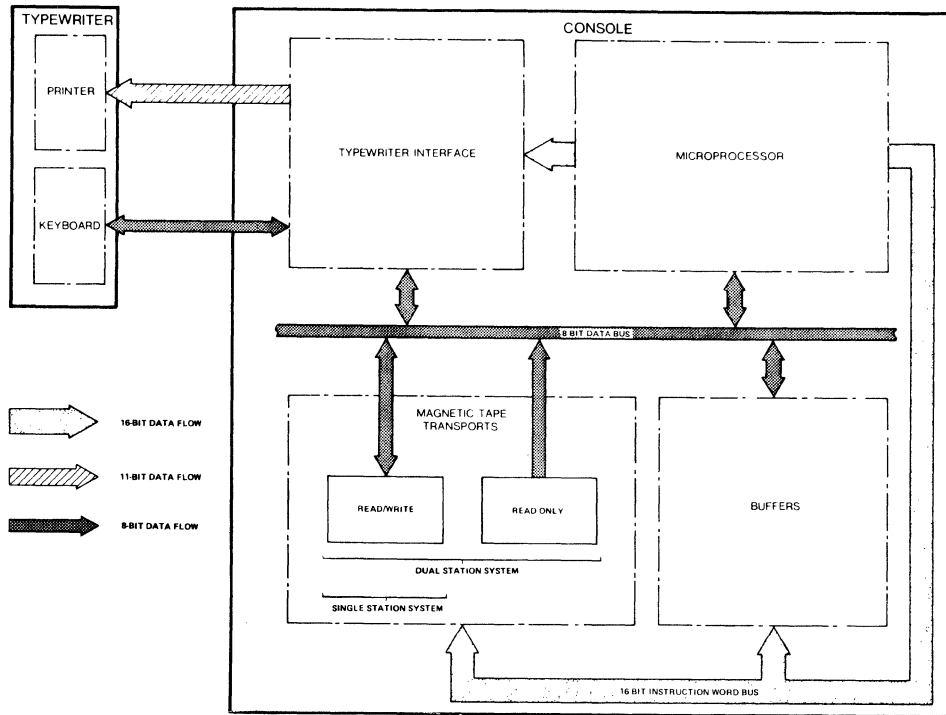 TYPEWRITER
CONSOLE
PRINTER
TYPEWRITER INTERFACE
MICROPROCESSOR
KEYBOARD
8 BIT DATA BUS
MAGNETIC TAPE
TRANSPORTS
16-BIT DATA FLOW
11-BIT DATA FLOW
8-BIT DATA FLOW
READ/WRITE
READ ONLY
BUFFERS
DUAL STATION SYSTEM
SINGLE STATION SYSTEM
16 BIT INSTRUCTION WORD BUS